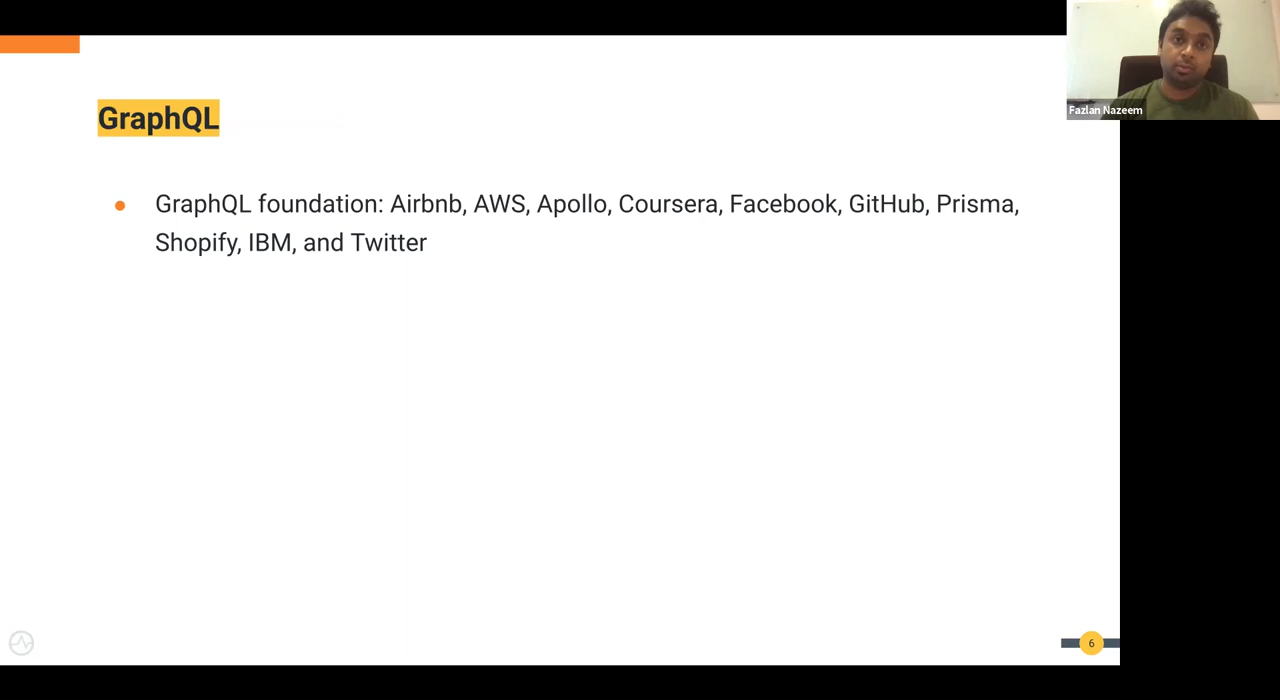 Fazlan Nazeem
GraphQL
● GraphQL foundation: Airbnb, AWS, Apollo, Coursera, Facebook, GitHub, Prisma,
Shopify, IBM, and Twitter
6